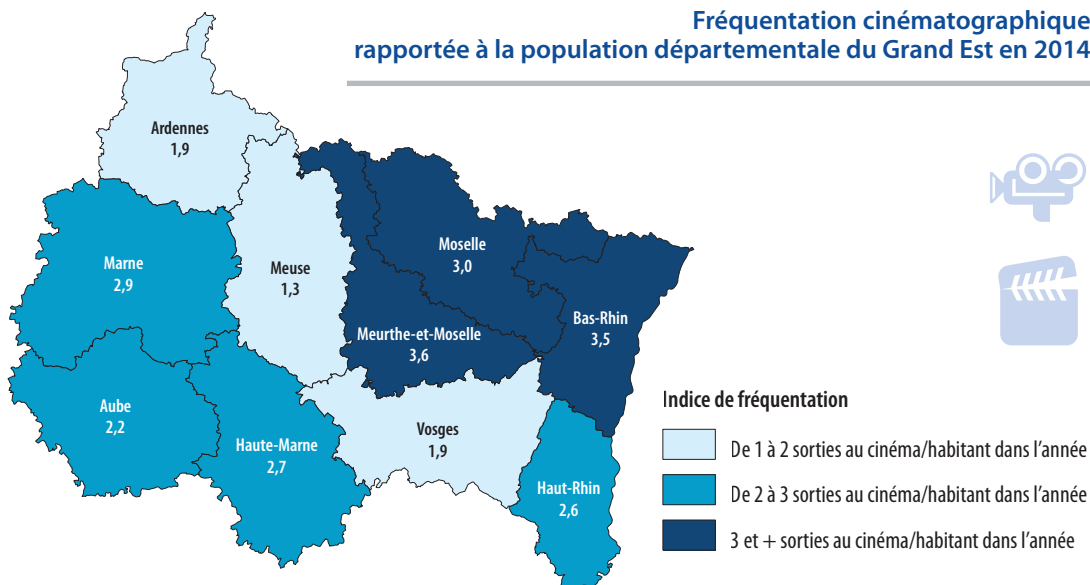 Fréquentation cinématographique
rapportée à la population départementale du Grand Est en 2014
Ardennes
1,9
Marne
2,9
Meuse
1,3
Moselle
3,0
Meurthe-et-Moselle
3,6
Bas-Rhin
3,5
Aube
2,2
Haute-Marne
2,7
Vosges
1,9
Haut-Rhin
2,6
Indice de fréquentation
De 1 à 2 sorties au cinéma/habitant dans l'année
De 2 à 3 sorties au cinéma/habitant dans l'année
3 et + sorties au cinéma/habitant dans l'année